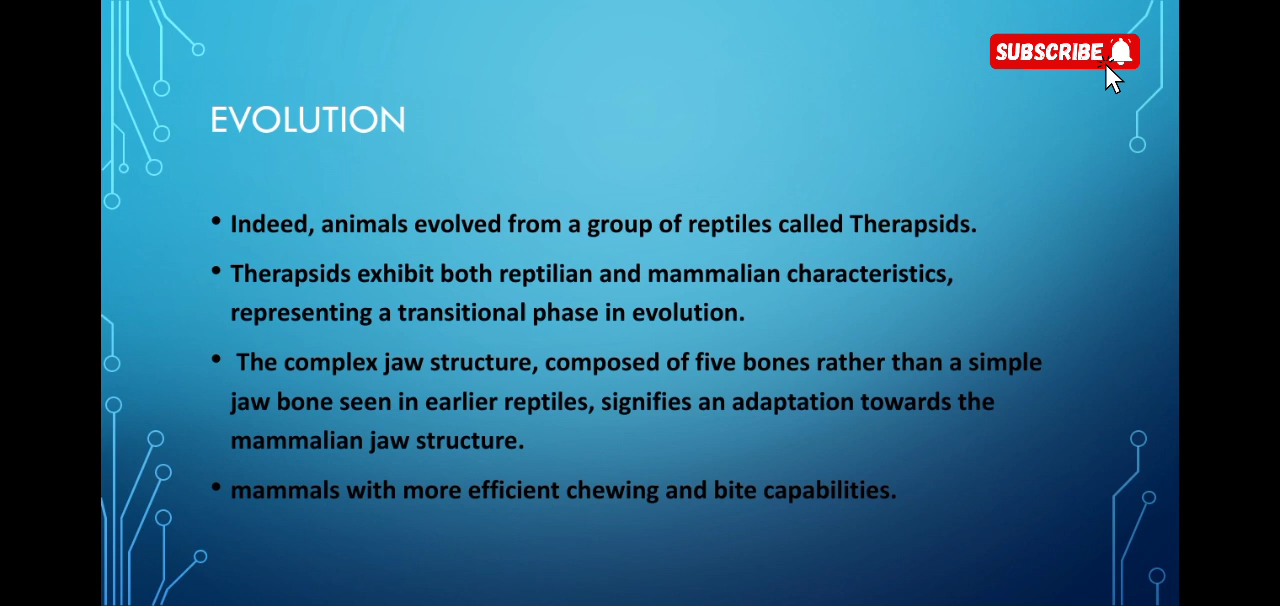 SUBSCRIBE
EVOLUTION
• Indeed, animals evolved from a group of reptiles called Therapsids.
• Therapsids exhibit both reptilian and mammalian characteristics,
representing a transitional phase in evolution.
• The complex jaw structure, composed of five bones rather than a simple
jaw bone seen in earlier reptiles, signifies an adaptation towards the
mammalian jaw structure.
• mammals with more efficient chewing and bite capabilities.